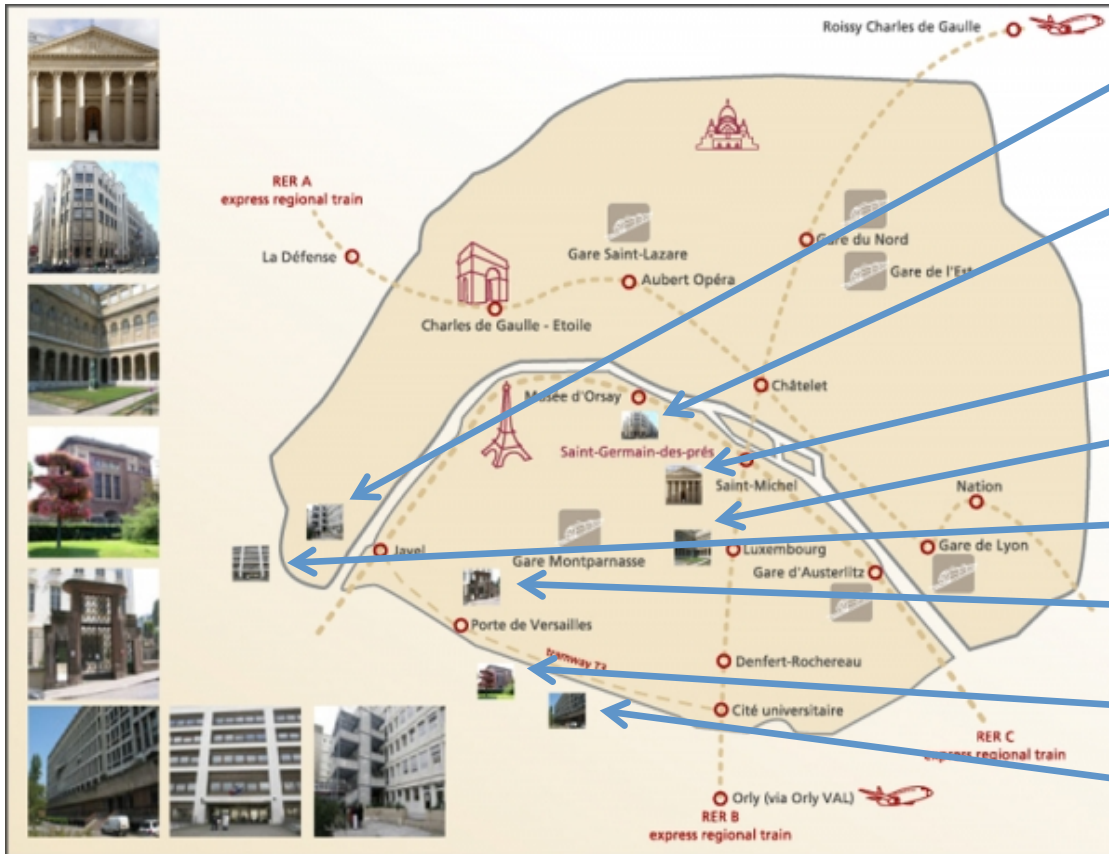 Roissy Charles de Gaulle
RER A
express regional train
La Défense
Gare Saint-Lazare
Gare du Nord
Gare de l'Est
Aubert Opéra
Charles de Gaulle - Etoile
Châtelet
Musée d'Orsay
Saint-Germain-des-prés
Saint-Michel
Nation
Javel
Gare Montparnasse
Luxembourg
Gare de Lyon
Gare d'Austerlitz
Porte de Versailles
tramway T3
Denfert-Rochereau
Cité universitaire
RER C
express regional train
Orly (via Orly VAL)
RER B
express regional train